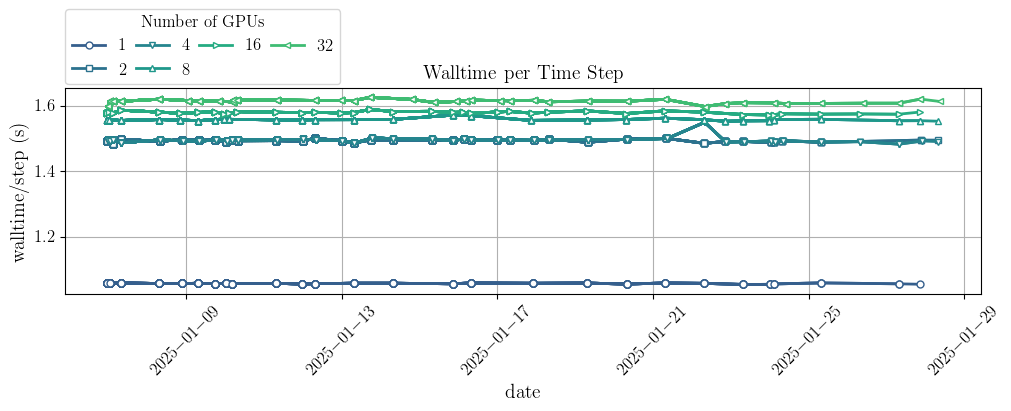 Number of GPUs
1 4 16 32
2 8
Walltime per Time Step
walltime/step (s)
1.6
1.4
1.2
2025−01−09
2025−01−13
2025−01−17
2025−01−21
2025−01−25
2025−01−29
date